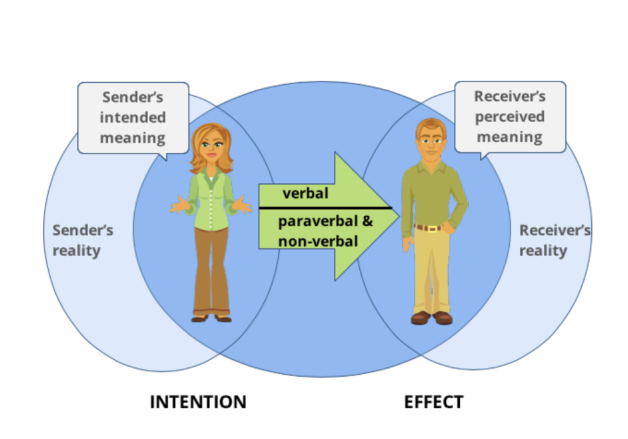 Sender's
intended
meaning
Receiver's
perceived
meaning
verbal
paraverbal &
non-verbal
Sender's
reality
Receiver's
reality
INTENTION
EFFECT